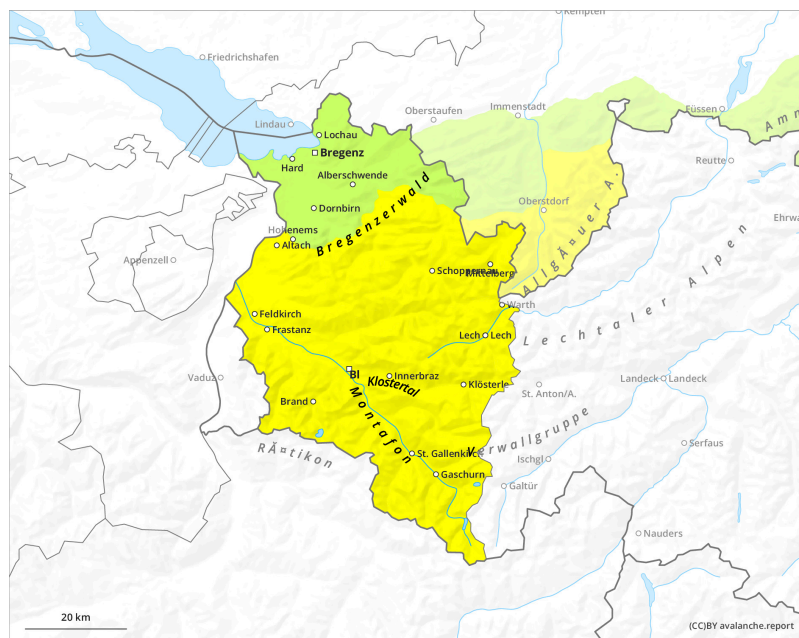 Kempten
Friedrichshafen
Oberstaufen
Immenstadt
Füssen
Lindau
Lochau
Bregenz
Hard
Alberschwende
Reutte
Dornbirn
Oberstdorf
Hohenems
Altach
Bregenzerwald
Allgäuer A.
Appenzell
Schoppernau
Mittelberg
Warth
Feldkirch
Frastanz
Lech
Lech
Lechtaler Alpen
Bl
Vaduz
Innerbraz
Klostertal
Klösterle
St. Anton/A.
Landeck
Landeck
Brand
Montafon
Rätikon
Verwallgruppe
Serfaus
St. Gallenkirc
Ischgl
Gaschurn
Galtür
Nauders
20 km
(CC)BY avalanche.report